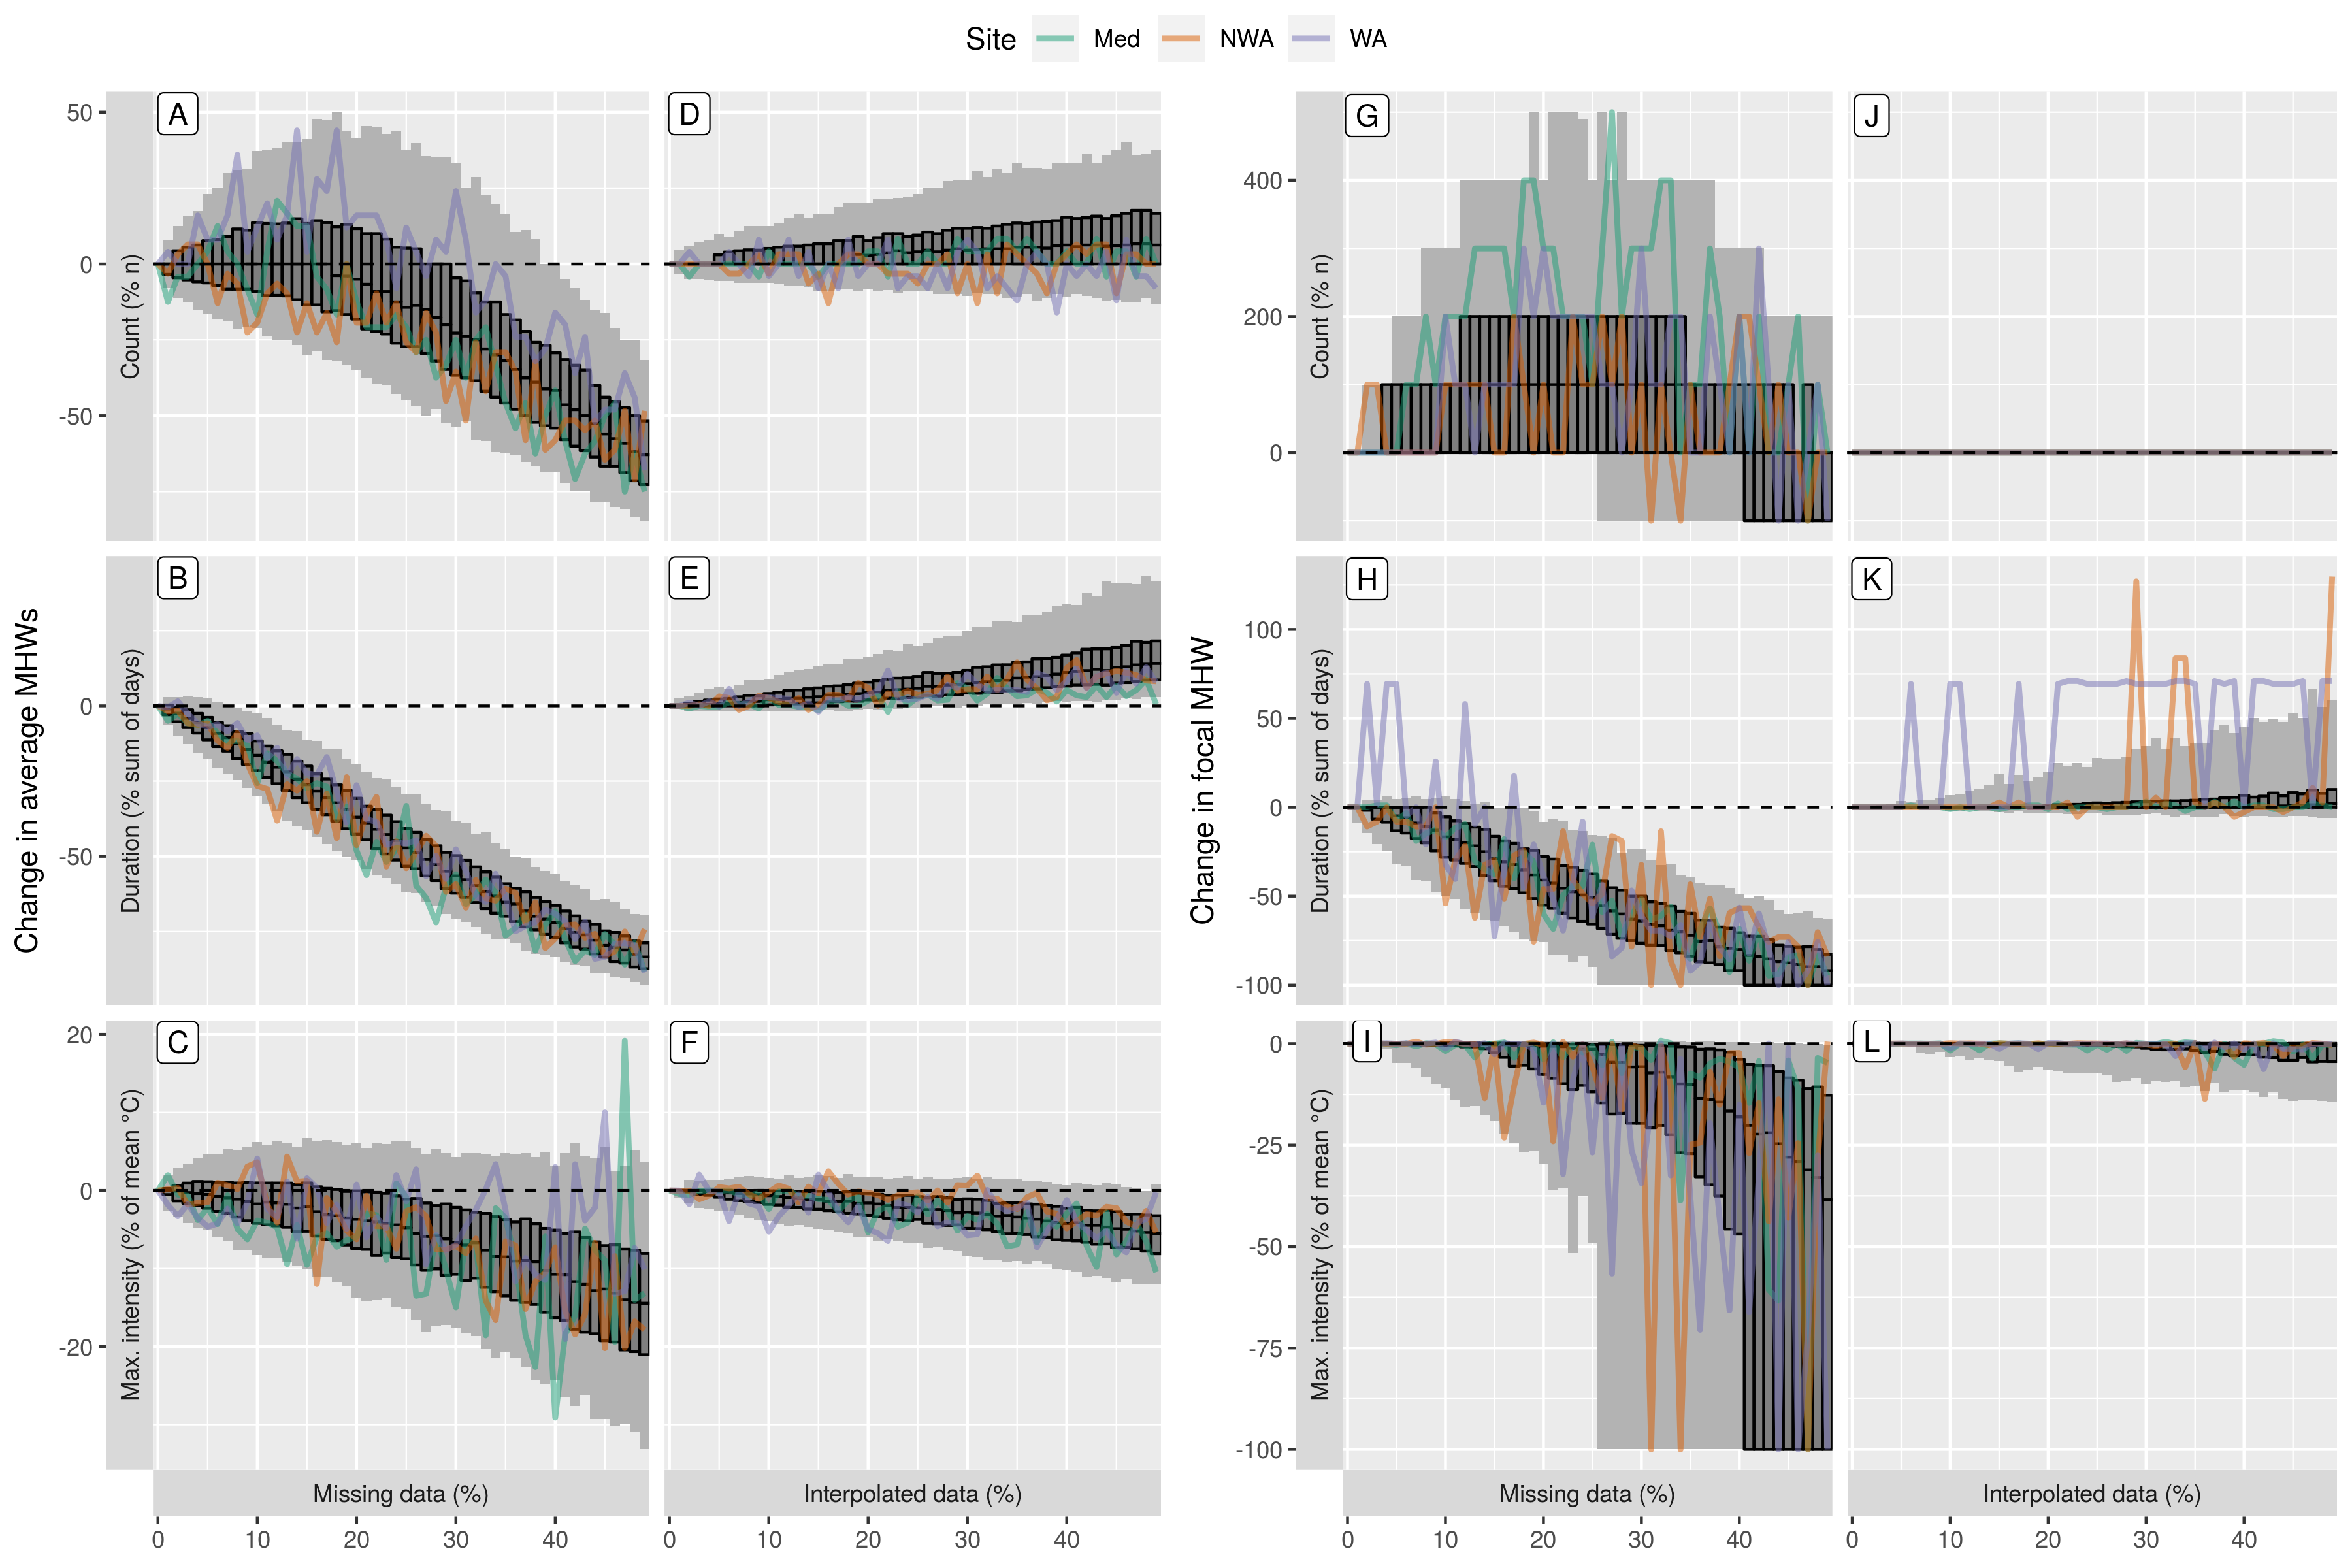 Site Med NWA WA
Change in average MHWs
Count (% n)
50
0
-50
A
D
Duration (% sum of days)
0
-50
B
E
Max. intensity (% of mean °C)
20
0
-20
C
F
Missing data (%)
Interpolated data (%)
0 10 20 30 40
0 10 20 30 40
Change in focal MHW
Count (% n)
400
200
0
G
J
Duration (% sum of days)
100
50
0
-50
-100
H
K
Max. intensity (% of mean °C)
0
-25
-50
-75
-100
I
L
Missing data (%)
Interpolated data (%)
0 10 20 30 40
0 10 20 30 40